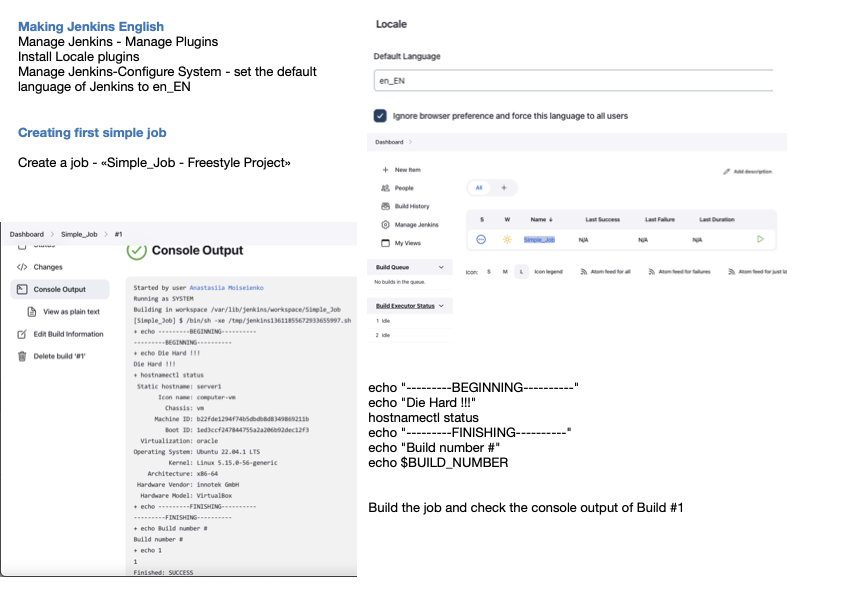 Making Jenkins English
Manage Jenkins - Manage Plugins
Install Locale plugins
Manage Jenkins-Configure System - set the default
language of Jenkins to en_EN
Creating first simple job
Create a job - «Simple_Job - Freestyle Project»
Dashboard > Simple_Job > #1
Status
Changes
Console Output
View as plain text
Edit Build Information
Delete build '#1'
Console Output
Started by user Anastasiia Moiseienko
Running as SYSTEM
Building in workspace /var/lib/jenkins/workspace/Simple_Job
[Simple_Job] $ /bin/sh -xe /tmp/jenkins13611855672933655997.sh
+ echo ---------BEGINNING----------
---------BEGINNING----------
+ echo Die Hard !!!
Die Hard !!!
+ hostnamectl status
Static hostname: server1
Icon name: computer-vm
Chassis: vm
Machine ID: b22fde1294f74b5dbdb8d8349869211b
Boot ID: 1ed3ccf247844755a2a206b92dec12f3
Virtualization: oracle
Operating System: Ubuntu 22.04.1 LTS
Kernel: Linux 5.15.0-56-generic
Architecture: x86-64
Hardware Vendor: innotek GmbH
Hardware Model: VirtualBox
+ echo ---------FINISHING----------
---------FINISHING----------
+ echo Build number #
Build number #
+ echo 1
1
Finished: SUCCESS
Locale
Default Language
en_EN
Ignore browser preference and force this language to all users
Dashboard >
+ New Item
People
Build History
Manage Jenkins
My Views
Build Queue
No builds in the queue.
Build Executor Status
1 Idle
2 Idle
Add description
All +
S W Name ↓ Last Success Last Failure Last Duration
Simple_Job N/A N/A N/A
Icon: S M L Icon legend Atom feed for all Atom feed for failures Atom feed for just la
echo "---------BEGINNING----------"
echo "Die Hard !!!"
hostnamectl status
echo "---------FINISHING----------"
echo "Build number #"
echo $BUILD_NUMBER
Build the job and check the console output of Build #1